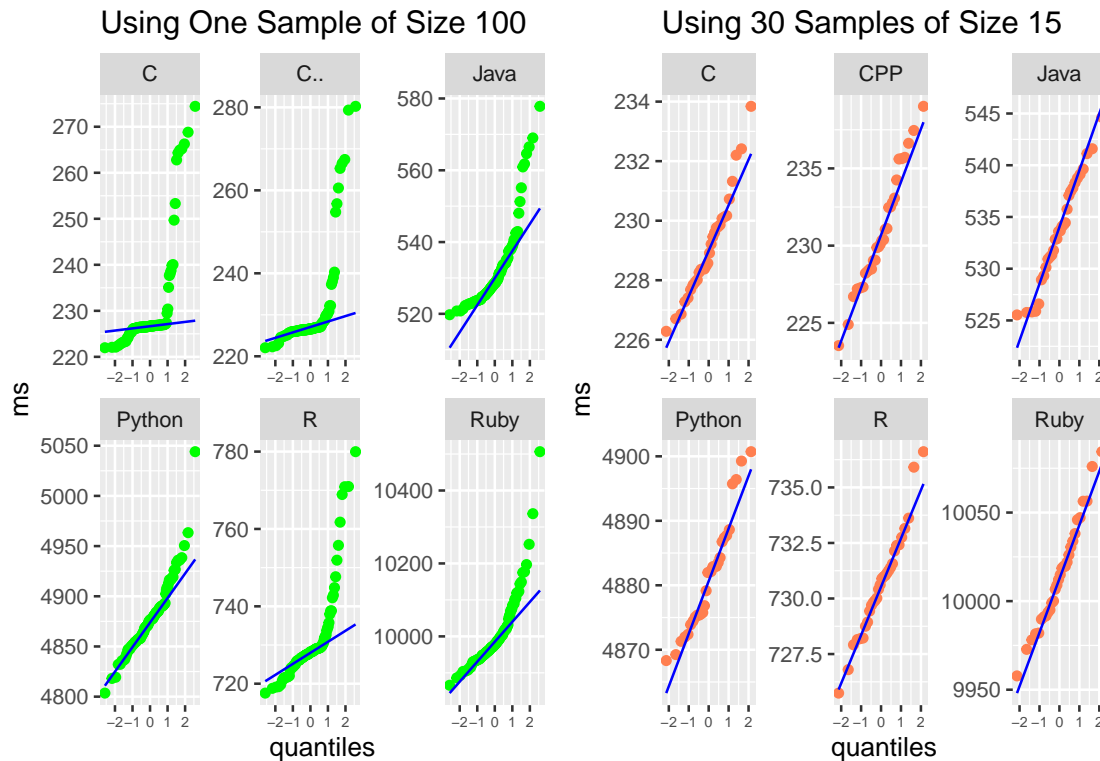 Using One Sample of Size 100
C
C..
Java
270
260
250
240
230
220
280
260
240
220
580
560
540
520
−2 −1 0 1 2
−2 −1 0 1 2
−2 −1 0 1 2
Python
R
Ruby
5050
5000
4950
4900
4850
4800
780
760
740
720
10400
10200
10000
−2 −1 0 1 2
−2 −1 0 1 2
−2 −1 0 1 2
ms
quantiles
Using 30 Samples of Size 15
C
CPP
Java
234
232
230
228
226
235
230
225
545
540
535
530
525
−2 −1 0 1 2
−2 −1 0 1 2
−2 −1 0 1 2
Python
R
Ruby
4900
4890
4880
4870
735.0
732.5
730.0
727.5
10050
10000
9950
−2 −1 0 1 2
−2 −1 0 1 2
−2 −1 0 1 2
ms
quantiles